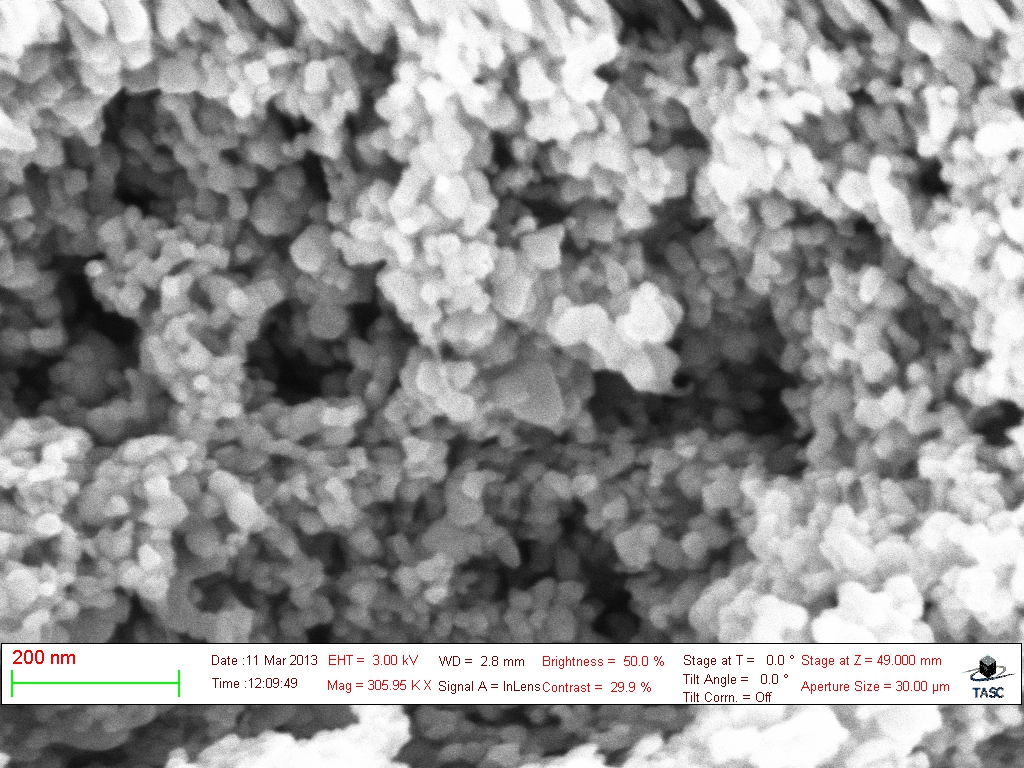 200 nm
Date :11 Mar 2013 EHT = 3.00 kV WD = 2.8 mm Brightness = 50.0 % Stage at T = 0.0 ° Stage at Z = 49.000 mm
Tilt Angle = 0.0 °
Time :12:09:49 Mag = 305.95 K X Signal A = InLens Contrast = 29.9 % Aperture Size = 30.00 µm
Tilt Corrn. = Off
TASC